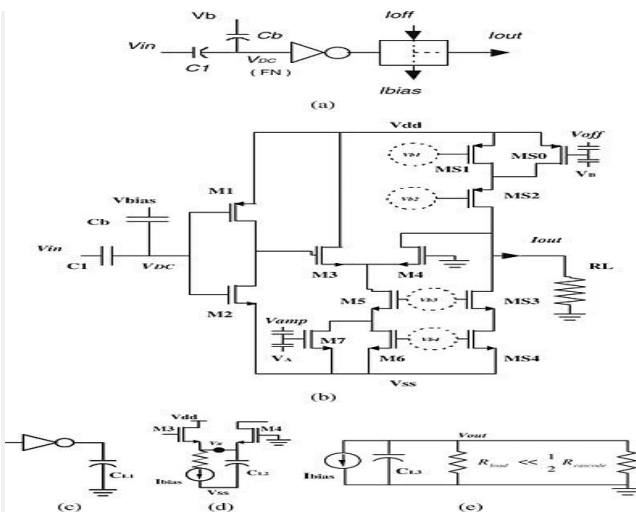 Vb
Ioff
Vin
Cb
Iout
C1
VDC
(FN)
Ibias
(a)
Vdd
Voff
Vb1
MS0
MS1
VB
M1
Vbias
Vb2
MS2
Cb
Vin
Iout
C1
VDC
M3
M4
RL
M2
M5
Vb3
MS3
Vamp
M7
Vb4
VA
M6
MS4
Vss
(b)
Vdd
M3
M4
Vs
Vout
CL1
Ibias
CL2
Ibias
CL3
Rload << 1/2 Rcascode
Vss
(c)
(d)
(e)